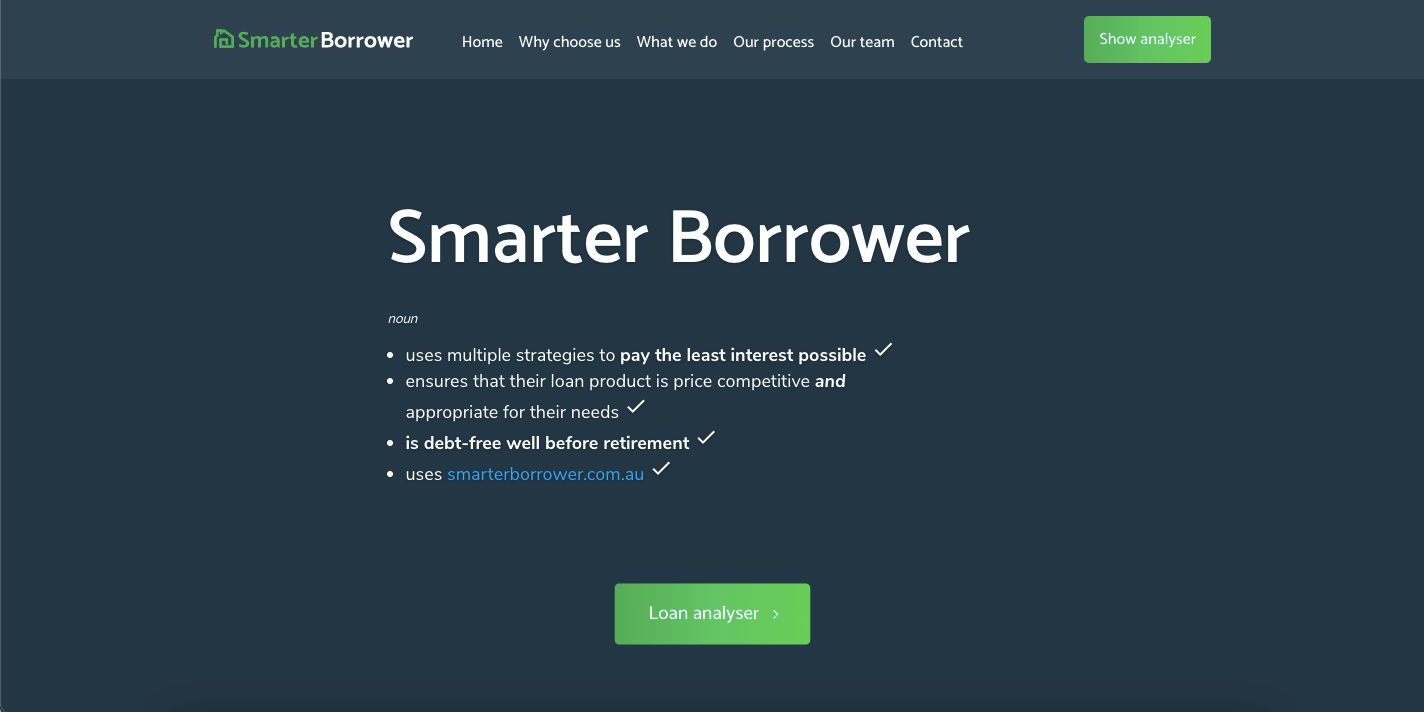 SmarterBorrower
Home Why choose us What we do Our process Our team Contact
Show analyser
Smarter Borrower
noun
uses multiple strategies to pay the least interest possible
ensures that their loan product is price competitive and
appropriate for their needs
is debt-free well before retirement
uses smarterborrower.com.au
Loan analyser